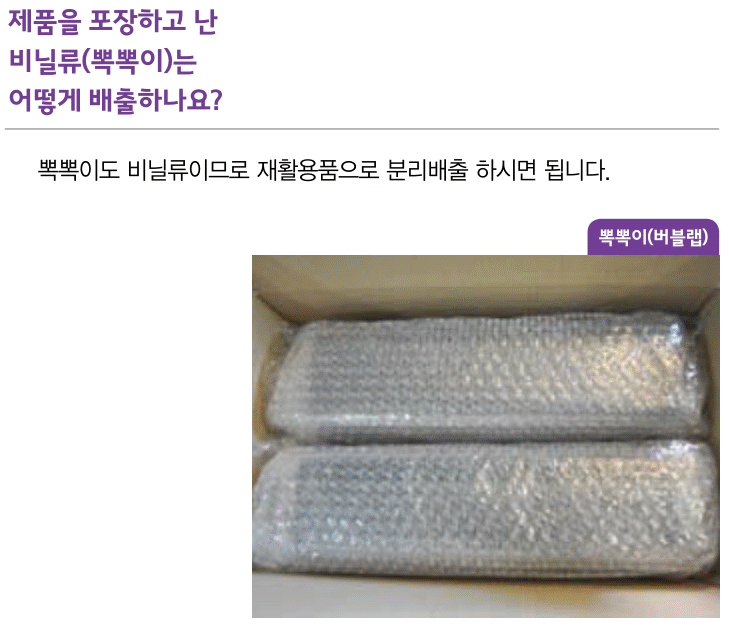 제품을 포장하고 난
비닐류(뽁뽁이)는
어떻게 배출하나요?
뽁뽁이도 비닐류이므로 재활용품으로 분리배출 하시면 됩니다.
뽁뽁이(버블랩)